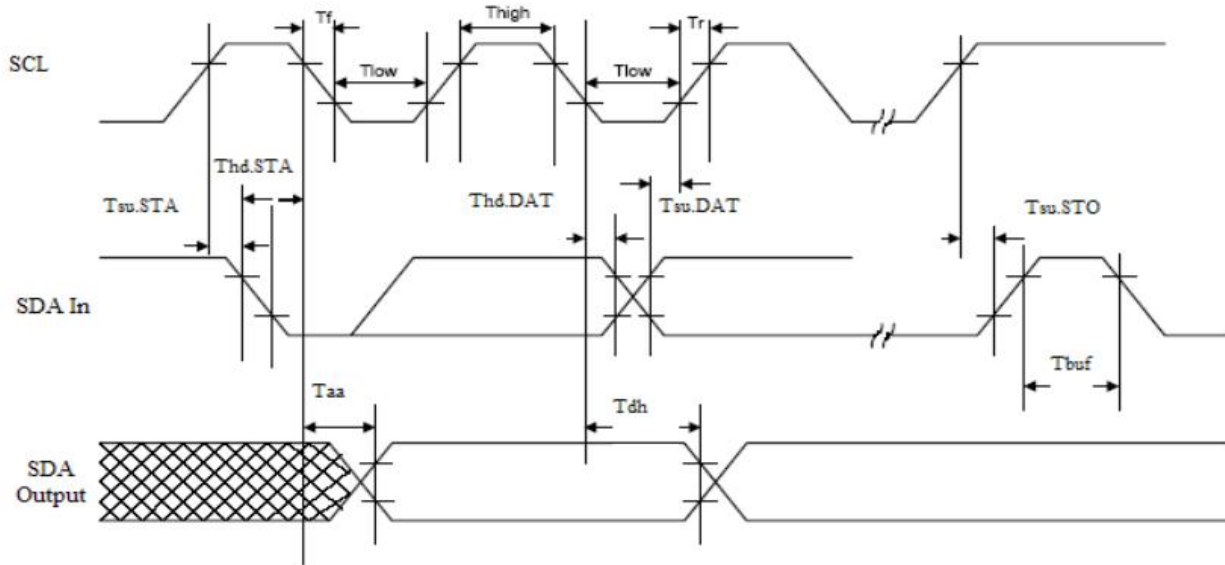 Tf
Thigh
Tr
SCL
Tlow
Tlow
Thd.STA
Tsu.STA
Thd.DAT
Tsu.DAT
Tsu.STO
SDA In
Tbuf
Taa
Tdh
SDA
Output